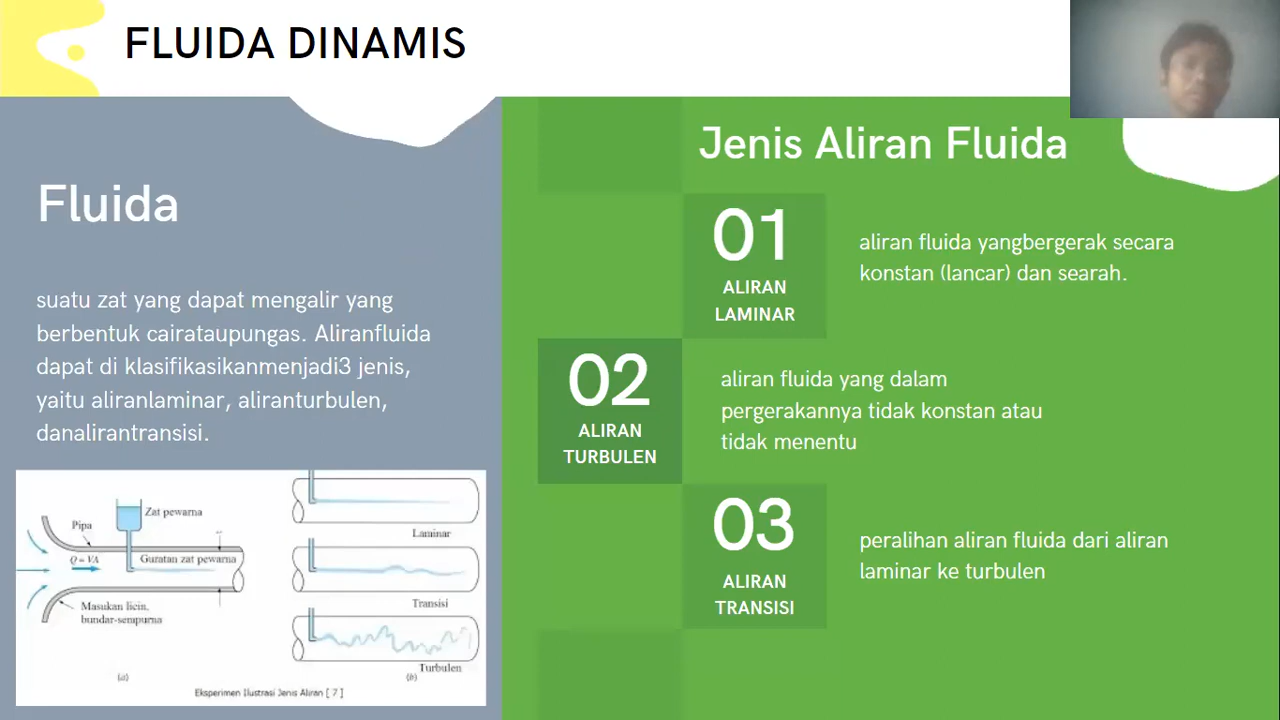 FLUIDA DINAMIS
Fluida
suatu zat yang dapat mengalir yang
berbentuk cairataupungas. Aliranfluida
dapat di klasifikasikanmenjadi3 jenis,
yaitu aliranlaminar, aliranturbulen,
danalirantransisi.
Pipa
Zat pewarna
Q = VA
Guratan zat pewarna
Masukan licin,
bundar-sempurna
(a)
Laminar
Transisi
Turbulen
(b)
Eksperimen Ilustrasi Jenis Aliran [ 7 ]
Jenis Aliran Fluida
01
ALIRAN
LAMINAR
aliran fluida yangbergerak secara
konstan (lancar) dan searah.
02
ALIRAN
TURBULEN
aliran fluida yang dalam
pergerakannya tidak konstan atau
tidak menentu
03
ALIRAN
TRANSISI
peralihan aliran fluida dari aliran
laminar ke turbulen